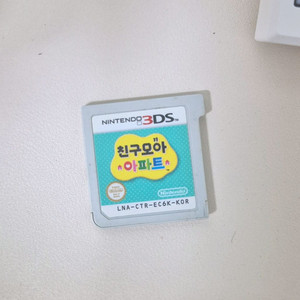 NINTENDO 3DS
친구모아
아파트
Nintendo
LNA-CTR-EC6K-KOR